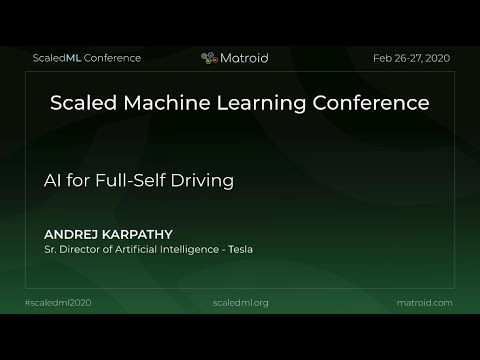 ScaledML Conference
Matroid
Feb 26-27, 2020
Scaled Machine Learning Conference
AI for Full-Self Driving
ANDREJ KARPATHY
Sr. Director of Artificial Intelligence - Tesla
#scaledml2020
scaledml.org
matroid.com